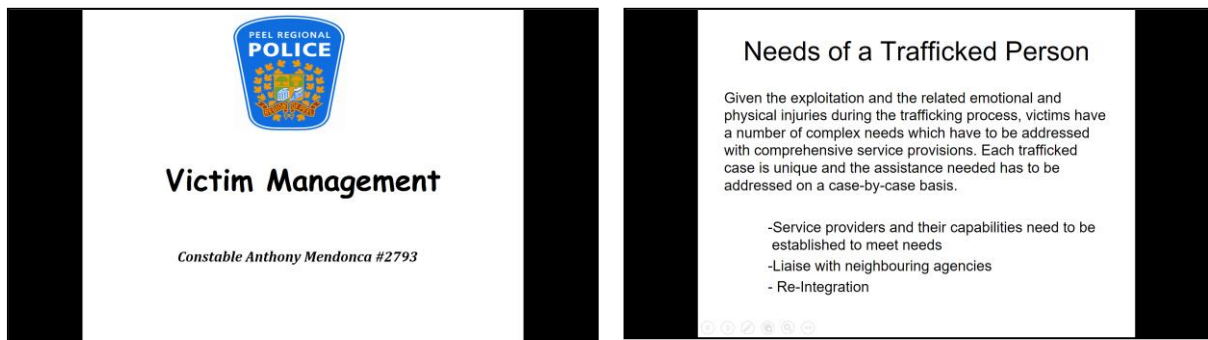 PEEL REGIONAL
POLICE
Victim Management
Constable Anthony Mendonca #2793
Needs of a Trafficked Person
Given the exploitation and the related emotional and
physical injuries during the trafficking process, victims have
a number of complex needs which have to be addressed
with comprehensive service provisions. Each trafficked
case is unique and the assistance needed has to be
addressed on a case-by-case basis.
-Service providers and their capabilities need to be
established to meet needs
-Liaise with neighbouring agencies
- Re-Integration